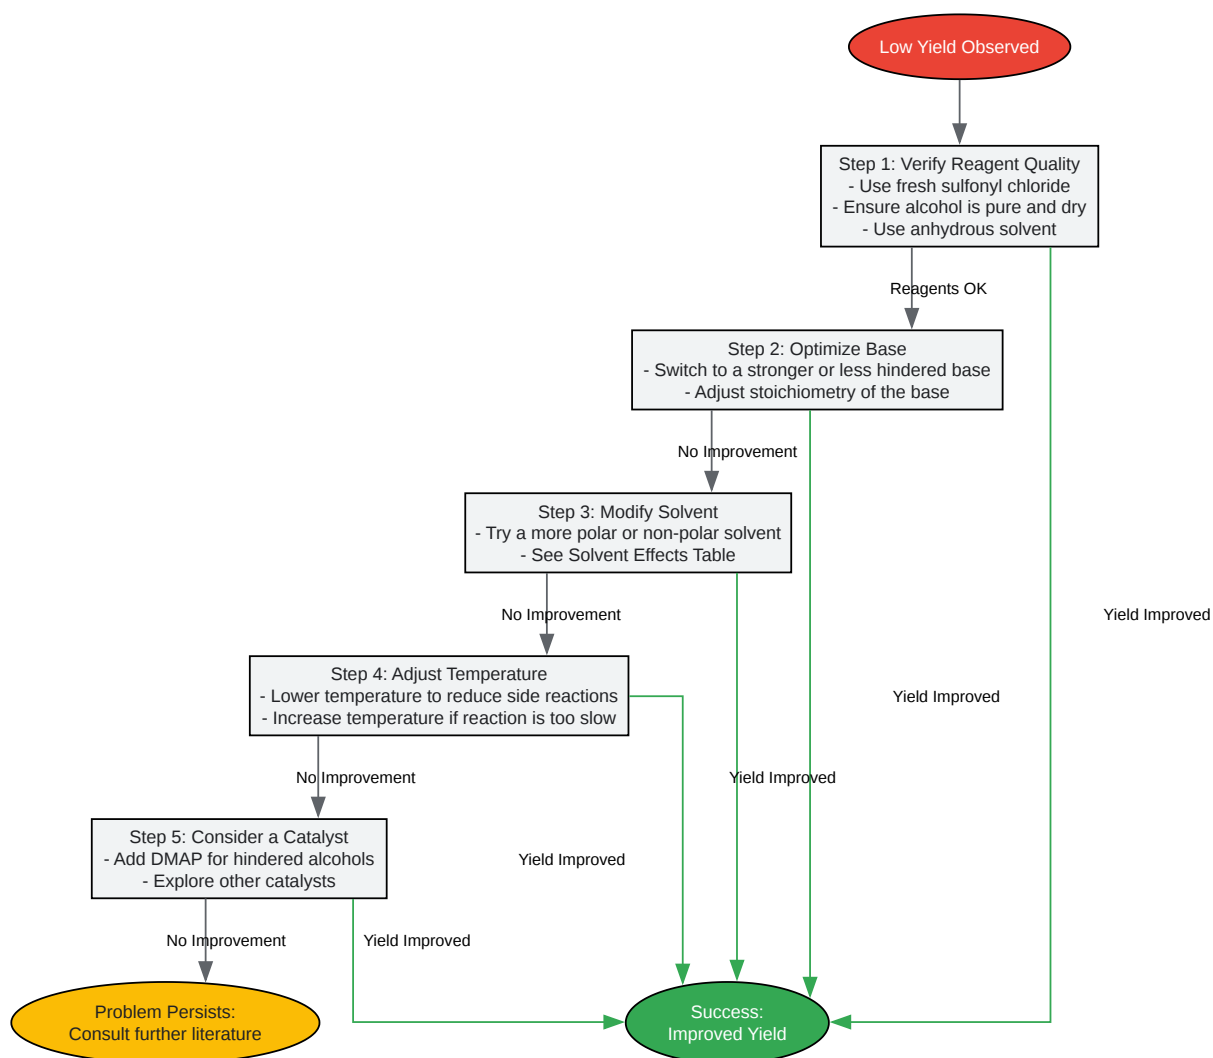 Low Yield Observed
Step 1: Verify Reagent Quality
- Use fresh sulfonyl chloride
- Ensure alcohol is pure and dry
- Use anhydrous solvent
Reagents OK
Step 2: Optimize Base
- Switch to a stronger or less hindered base
- Adjust stoichiometry of the base
No Improvement
Step 3: Modify Solvent
- Try a more polar or non-polar solvent
- See Solvent Effects Table
No Improvement
Yield Improved
Step 4: Adjust Temperature
- Lower temperature to reduce side reactions
- Increase temperature if reaction is too slow
Yield Improved
No Improvement
Yield Improved
Step 5: Consider a Catalyst
- Add DMAP for hindered alcohols
- Explore other catalysts
Yield Improved
No Improvement
Yield Improved
Problem Persists:
Consult further literature
Success:
Improved Yield